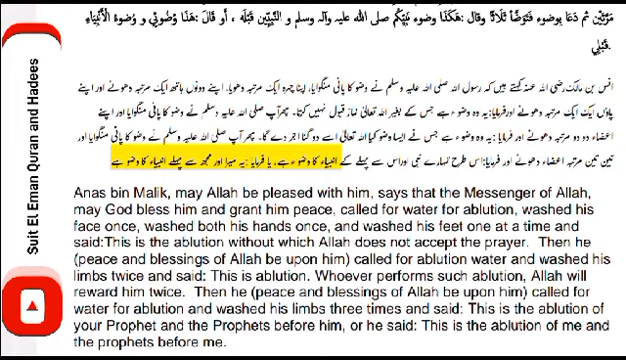 مَرَّتَيْنِ ثم دَعَا بِوضوء فَتَوَضَّأَ ثَلَاثًا وقال :هَكَذَا وضوء نَبِيِّكُمْ صلى الله عليه وآله وسلم و النَّبِيِّين قَبْلَه ، أو قَالَ :هَذَا وُضُوئِي و وُضُوءُ الْأَنْبِيَاءِ
قَبْلِي.
انس بن مالک رضی اللہ عنہ کہتے ہیں کہ رسول اللہ صلی اللہ علیہ وسلم نے وضو کا پانی منگوایا، اپنا چہرہ ایک مرتبہ دھویا، اپنے دونوں ہاتھ ایک مرتبہ دھوئے اور اپنے
پاؤں ایک مرتبہ دھوئے اور فرمایا: یہ وہ وضو ہے جس کے بغیر اللہ تعالیٰ نماز قبول نہیں کرتا۔ پھر آپ صلی اللہ علیہ وسلم نے وضو کا پانی منگوایا اور اپنے
اعضاء دو دو مرتبہ دھوئے اور فرمایا: یہ وہ وضو ہے جس نے ایسا وضو کیا اللہ تعالیٰ اسے دو گنا اجر دے گا۔ پھر آپ صلی اللہ علیہ وسلم نے وضو کا پانی منگوایا اور
تین تین مرتبہ اعضاء دھوئے اور فرمایا: اس طرح تمہارے نبی اور اس سے پہلے کے انبیاء کا وضو ہے، یا فرمایا: یہ میرا اور مجھ سے پہلے انبیاء کا وضو ہے
Anas bin Malik, may Allah be pleased with him, says that the Messenger of Allah,
may God bless him and grant him peace, called for water for ablution, washed his
face once, washed both his hands once, and washed his feet one at a time and
said:This is the ablution without which Allah does not accept the prayer. Then he
(peace and blessings of Allah be upon him) called for ablution water and washed his
limbs twice and said: This is ablution. Whoever performs such ablution, Allah will
reward him twice. Then he (peace and blessings of Allah be upon him) called for
water for ablution and washed his limbs three times and said: This is the ablution of
your Prophet and the Prophets before him, or he said: This is the ablution of me and
the prophets before me.
Suit El Eman Quran and Hadees